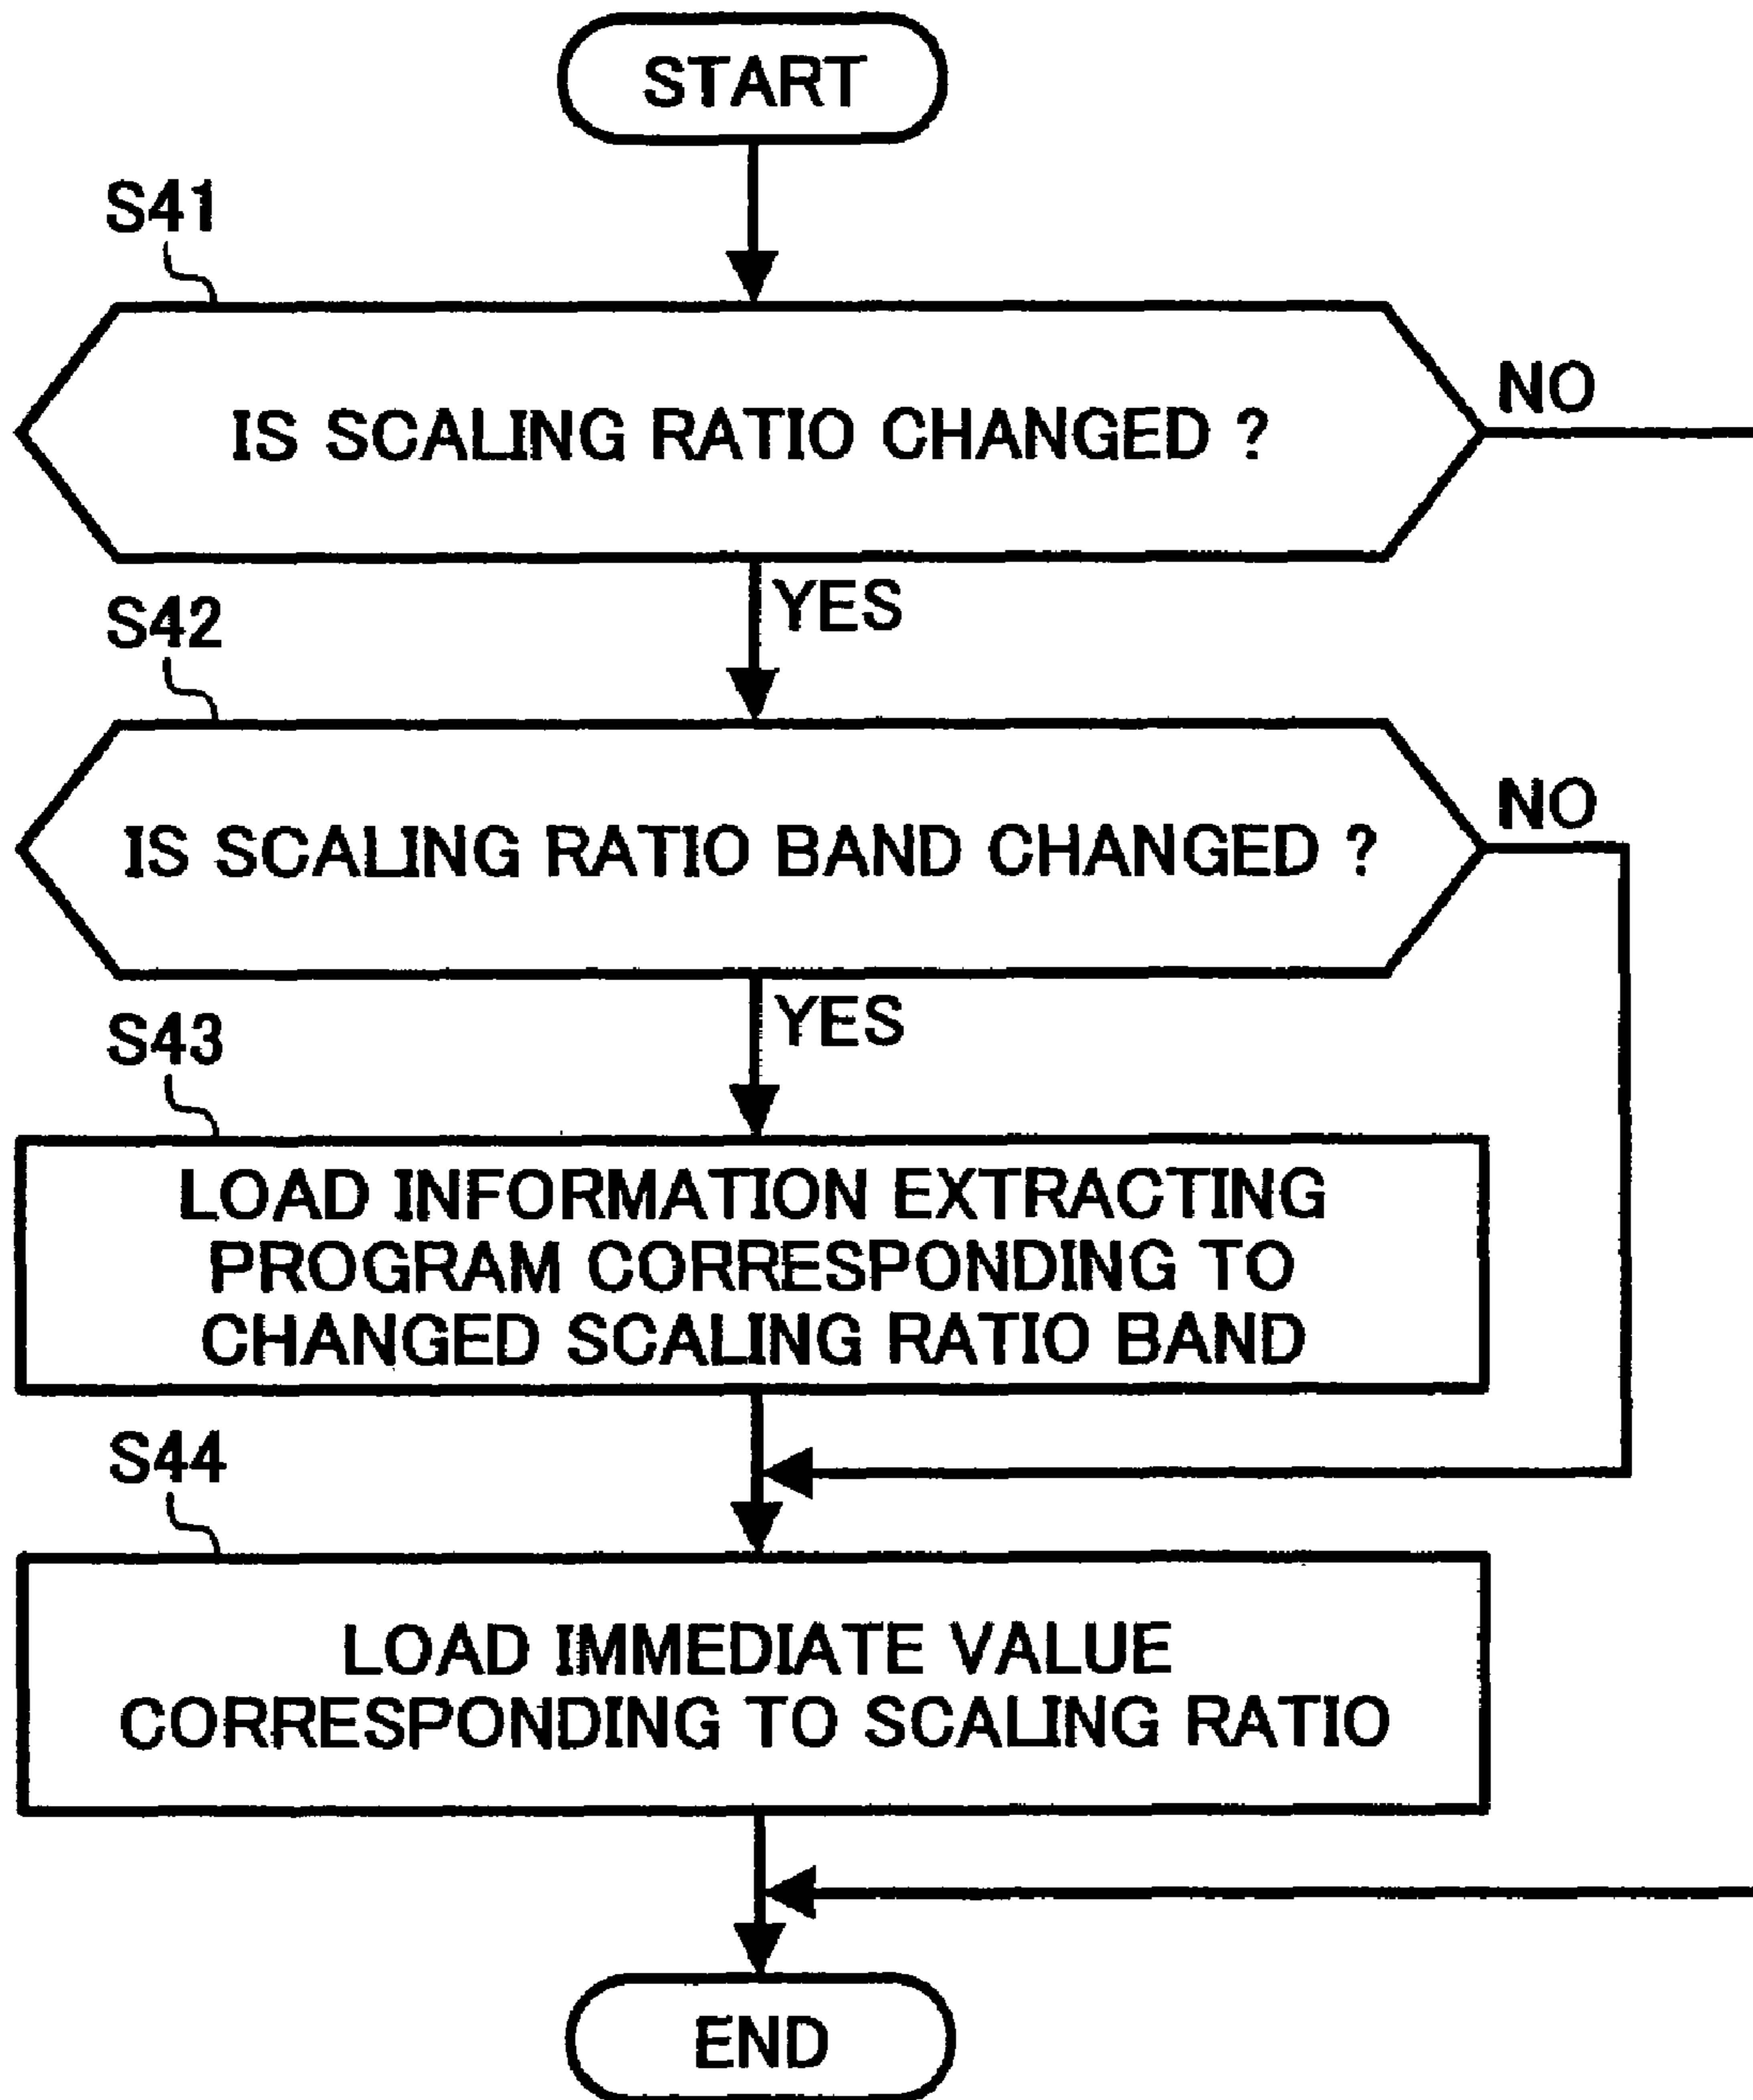 START
S41
IS SCALING RATIO CHANGED ?
NO
YES
S42
IS SCALING RATIO BAND CHANGED ?
NO
YES
S43
LOAD INFORMATION EXTRACTING
PROGRAM CORRESPONDING TO
CHANGED SCALING RATIO BAND
S44
LOAD IMMEDIATE VALUE
CORRESPONDING TO SCALING RATIO
END